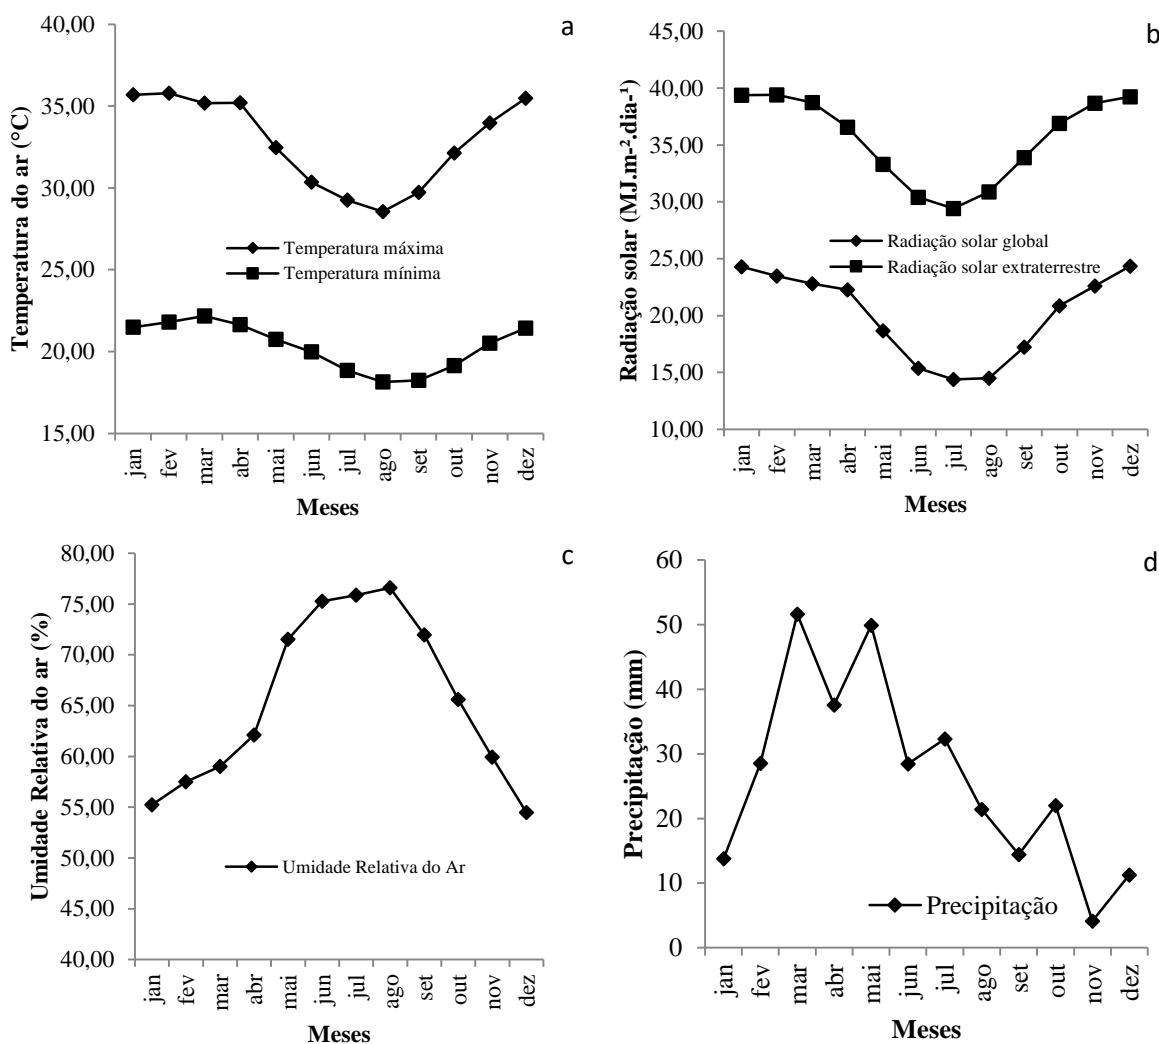 a
Temperatura do ar (°C)
40,00
35,00
30,00
25,00
20,00
15,00
Temperatura máxima
Temperatura mínima
jan
fev
mar
abr
mai
jun
jul
ago
set
out
nov
dez
Meses
b
Radiação solar (MJ.m-².dia-¹)
45,00
40,00
35,00
30,00
25,00
20,00
15,00
10,00
Radiação solar global
Radiação solar extraterrestre
jan
fev
mar
abr
mai
jun
jul
ago
set
out
nov
dez
Meses
c
Umidade Relativa do ar (%)
80,00
75,00
70,00
65,00
60,00
55,00
50,00
45,00
40,00
Umidade Relativa do Ar
jan
fev
mar
abr
mai
jun
jul
ago
set
out
nov
dez
Meses
d
Precipitação (mm)
60
50
40
30
20
10
0
Precipitação
jan
fev
mar
abr
mai
jun
jul
ago
set
out
nov
dez
Meses